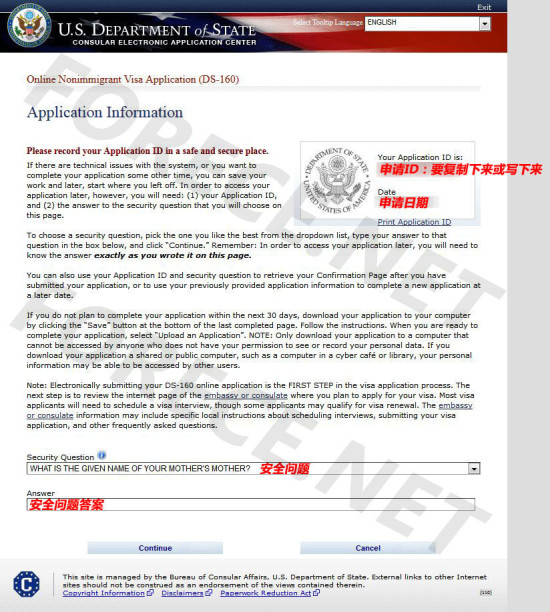 Exit
U.S. DEPARTMENT of STATE
CONSULAR ELECTRONIC APPLICATION CENTER
Select Tooltip Language ENGLISH
Online Nonimmigrant Visa Application (DS-160)
Application Information
Please record your Application ID in a safe and secure place.
If there are technical issues with the system, or you want to
complete your application some other time, you can save your
work and later, start where you left off. In order to access your
application later, however, you will need: (1) your Application ID,
and (2) the answer to the security question that you will choose on
this page.
DEPARTMENT OF STATE
UNITED STATES OF AMERICA
Your Application ID is:
申请ID：要复制下来或写下来
Date
申请日期
Print Application ID
To choose a security question, pick the one you like the best from the dropdown list, type your answer to that
question in the box below, and click "Continue." Remember: In order to access your application later, you will need to
know the answer exactly as you wrote it on this page.
You can also use your Application ID and security question to retrieve your Confirmation Page after you have
submitted your application, or to use your previously provided application information to complete a new application at
a later date.
If you do not plan to complete your application within the next 30 days, download your application to your computer
by clicking the "Save" button at the bottom of the last completed page. Follow the instructions. When you are ready to
complete your application, select "Upload an Application". NOTE: Only download your application to a computer that
cannot be accessed by anyone who does not have your permission to see or record your personal data. If you
download your application a shared or public computer, such as a computer in a cyber café or library, your personal
information may be able to be accessed by other users.
Note: Electronically submitting your DS-160 online application is the FIRST STEP in the visa application process. The
next step is to review the internet page of the embassy or consulate where you plan to apply for your visa. Most visa
applicants will need to schedule a visa interview, though some applicants may qualify for visa renewal. The embassy
or consulate information may include specific local instructions about scheduling interviews, submitting your visa
application, and other frequently asked questions.
Security Question
WHAT IS THE GIVEN NAME OF YOUR MOTHER'S MOTHER? 安全问题
Answer
安全问题答案
Continue Cancel
This site is managed by the Bureau of Consular Affairs, U.S. Department of State. External links to other Internet
sites should not be construed as an endorsement of the views contained therein.
Copyright Information Disclaimers Paperwork Reduction Act
FORECE.NET
FORECE.NET